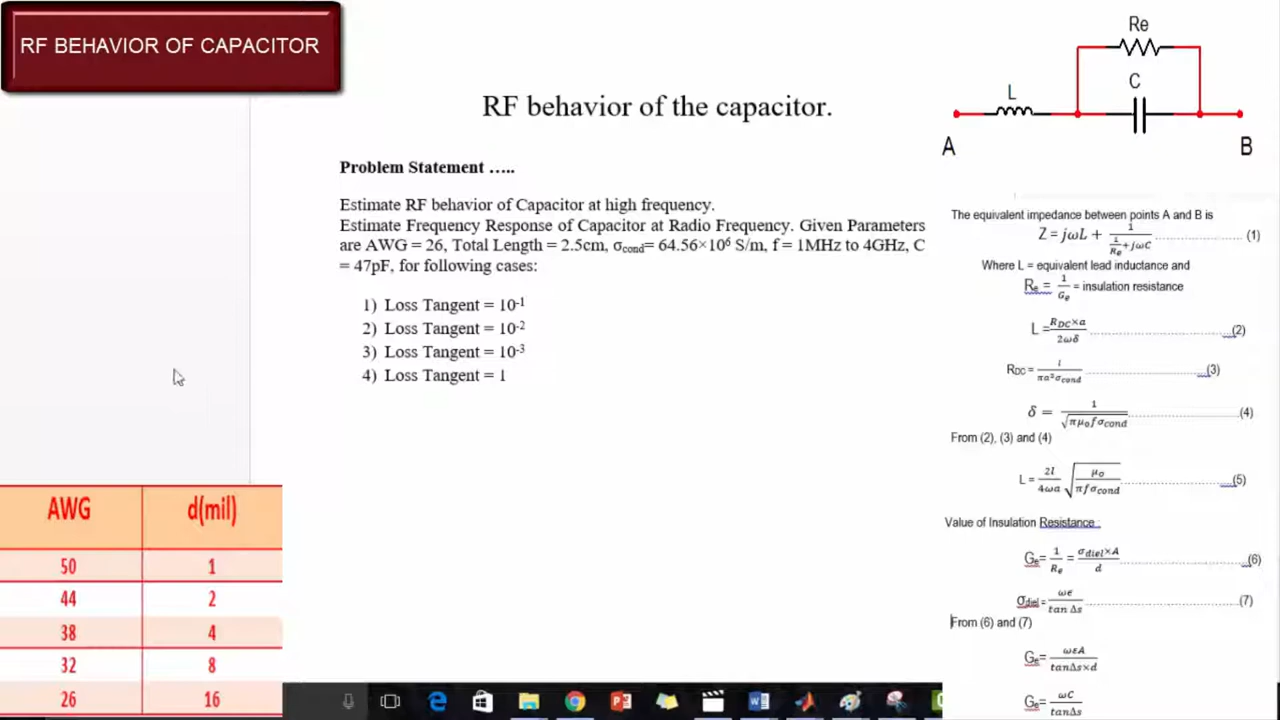 RF BEHAVIOR OF CAPACITOR
RF behavior of the capacitor.
Problem Statement …..
Estimate RF behavior of Capacitor at high frequency.
Estimate Frequency Response of Capacitor at Radio Frequency. Given Parameters
are AWG = 26, Total Length = 2.5cm, σcond= 64.56×10⁶ S/m, f = 1MHz to 4GHz, C
= 47pF, for following cases:
1) Loss Tangent = 10⁻¹
2) Loss Tangent = 10⁻²
3) Loss Tangent = 10⁻³
4) Loss Tangent = 1
AWG d(mil)
50 1
44 2
38 4
32 8
26 16
Re
C
L
A B
The equivalent impedance between points A and B is
Z = jωL + 1/(1/Re + jωC) (1)
Where L = equivalent lead inductance and
Re = 1/Ge = insulation resistance
L = RDC×a/2ωδ (2)
RDC = l/πa²σcond (3)
δ = 1/√πμₒfσcond (4)
From (2), (3) and (4)
L = 2l/4ωa √μₒ/πfσcond (5)
Value of Insulation Resistance :
Ge= 1/Re = σdiel×A/d (6)
σdiel = ωϵ/tan Δs (7)
From (6) and (7)
Ge= ωεA/tanΔs×d
Ge= ωC/tanΔs